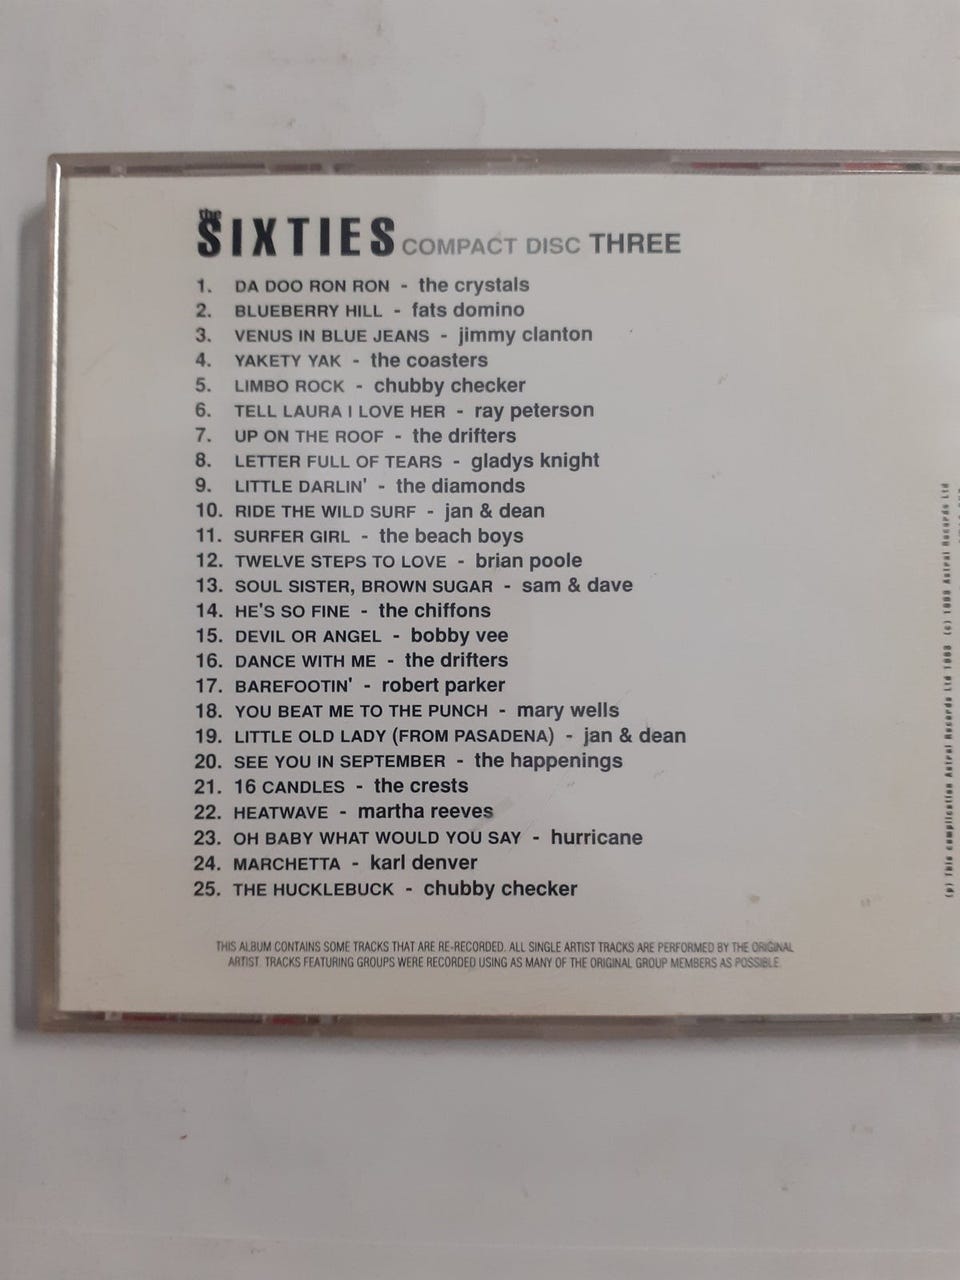 the
SIXTIES COMPACT DISC THREE
1. DA DOO RON RON - the crystals
2. BLUEBERRY HILL - fats domino
3. VENUS IN BLUE JEANS - jimmy clanton
4. YAKETY YAK - the coasters
5. LIMBO ROCK - chubby checker
6. TELL LAURA I LOVE HER - ray peterson
7. UP ON THE ROOF - the drifters
8. LETTER FULL OF TEARS - gladys knight
9. LITTLE DARLIN' - the diamonds
10. RIDE THE WILD SURF - jan & dean
11. SURFER GIRL - the beach boys
12. TWELVE STEPS TO LOVE - brian poole
13. SOUL SISTER, BROWN SUGAR - sam & dave
14. HE'S SO FINE - the chiffons
15. DEVIL OR ANGEL - bobby vee
16. DANCE WITH ME - the drifters
17. BAREFOOTIN' - robert parker
18. YOU BEAT ME TO THE PUNCH - mary wells
19. LITTLE OLD LADY (FROM PASADENA) - jan & dean
20. SEE YOU IN SEPTEMBER - the happenings
21. 16 CANDLES - the crests
22. HEATWAVE - martha reeves
23. OH BABY WHAT WOULD YOU SAY - hurricane
24. MARCHETTA - karl denver
25. THE HUCKLEBUCK - chubby checker
THIS ALBUM CONTAINS SOME TRACKS THAT ARE RE-RECORDED. ALL SINGLE ARTIST TRACKS ARE PERFORMED BY THE ORIGINAL
ARTIST. TRACKS FEATURING GROUPS WERE RECORDED USING AS MANY OF THE ORIGINAL GROUP MEMBERS AS POSSIBLE.
(p) This compilation Astral Records Ltd (c) Astral Records Ltd